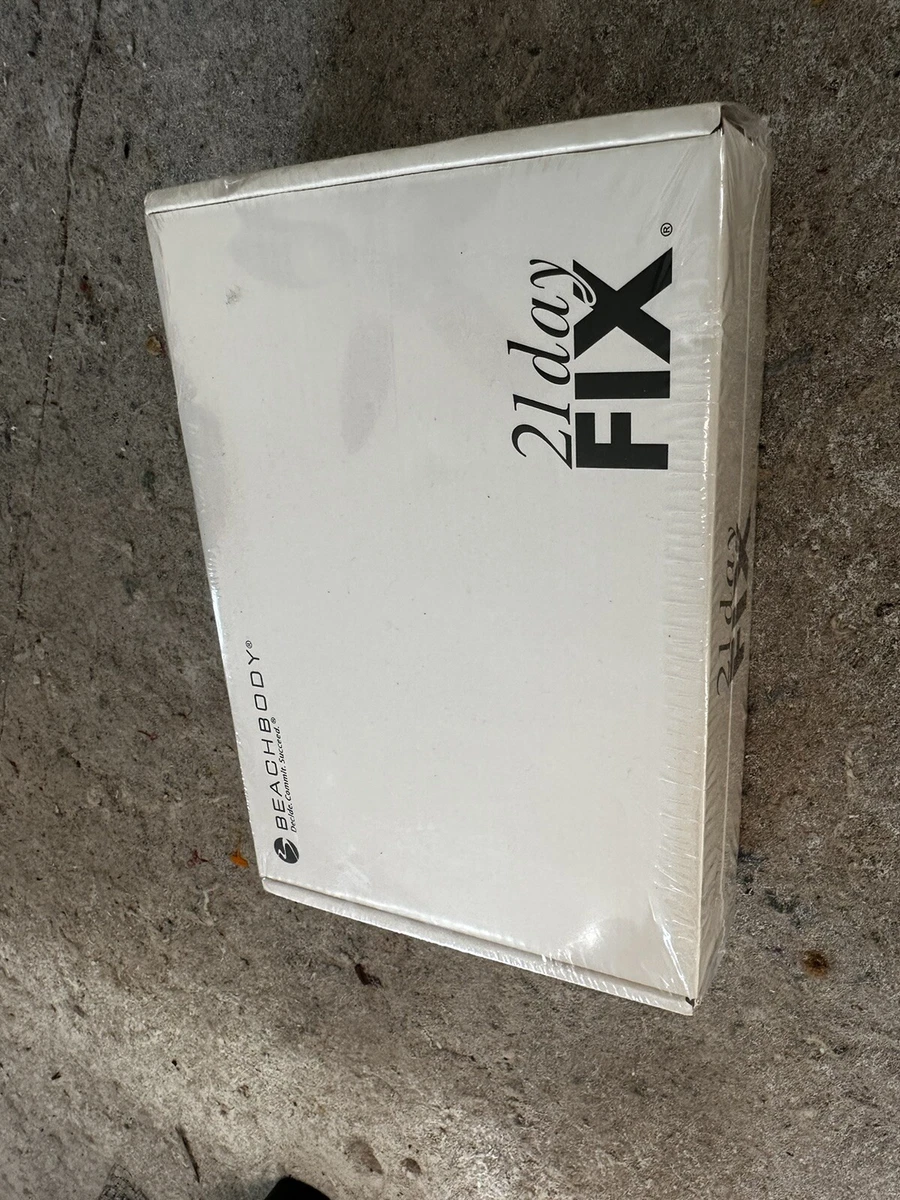 21 day
FIX®
BEACHBODY®
Decide. Commit. Succeed.®
21 day
FIX